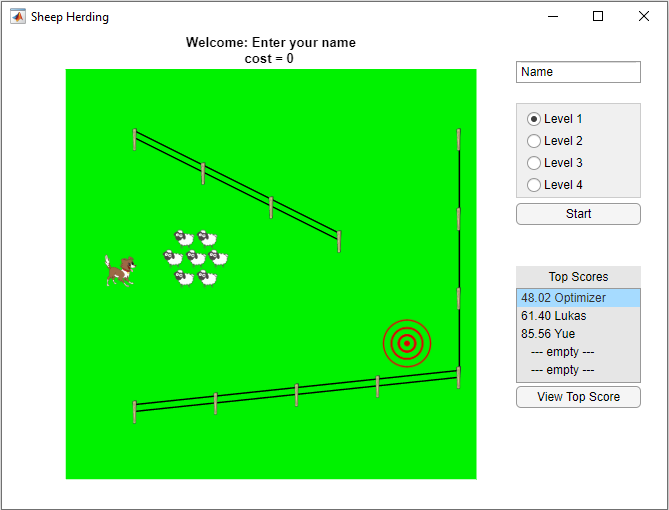 Sheep Herding
Welcome: Enter your name
cost = 0
Name
Level 1
Level 2
Level 3
Level 4
Start
Top Scores
48.02 Optimizer
61.40 Lukas
85.56 Yue
--- empty ---
--- empty ---
View Top Score